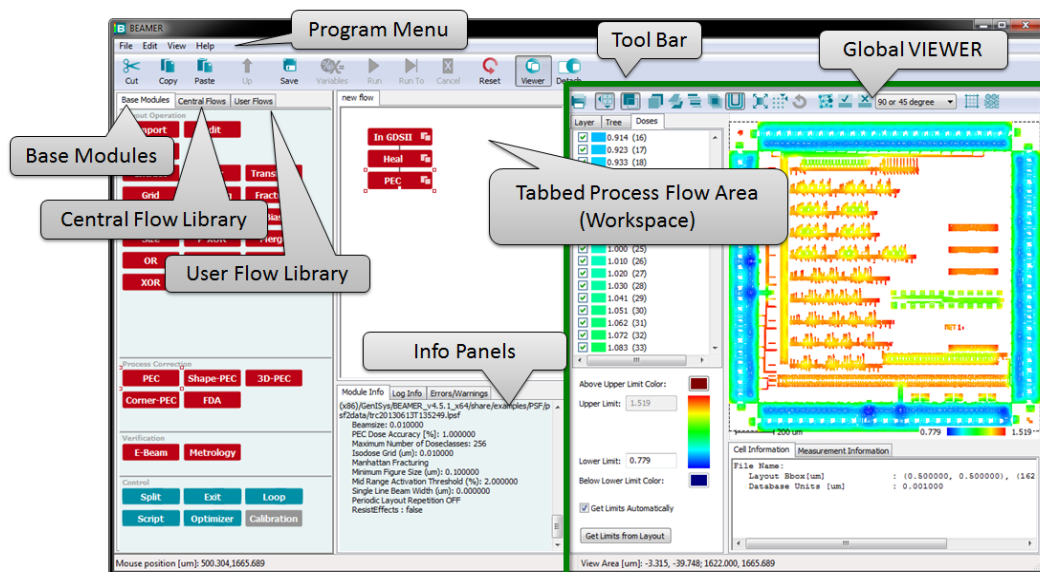 BEAMER
File Edit View Help
Program Menu
Tool Bar
Global VIEWER
Cut Copy Paste Up Save Variables Run Run To Cancel Reset Viewer Detach
90 or 45 degree
Base Modules Central Flows User Flows
new flow
Layer Tree Doses
Base Modules
Central Flow Library
User Flow Library
Grid
OR
XOR
In GDSII
Heal
PEC
Tabbed Process Flow Area
(Workspace)
0.914 (16)
0.923 (17)
0.933 (18)
1.000 (25)
1.010 (26)
1.020 (27)
1.030 (28)
1.041 (29)
1.051 (30)
1.062 (31)
1.072 (32)
1.083 (33)
Info Panels
Process Correction
PEC Shape-PEC 3D-PEC
Corner-PEC FDA
Verification
E-Beam Metrology
Control
Split Exit Loop
Script Optimizer Calibration
Module Info Log Info Errors/Warnings
(x86)/GenISys/BEAMER_v4.5.1_x64/share/examples/PSF/p
sf2data/trc20130613T135249.lpsf
Beamsize: 0.010000
PEC Dose Accuracy [%]: 1.000000
Maximum Number of Doseclasses: 256
Isodose Grid (um): 0.010000
Manhattan Fracturing
Minimum Figure Size (um): 0.100000
Mid Range Activation Threshold (%): 2.000000
Single Line Beam Width (um): 0.000000
Periodic Layout Repetition OFF
ResistEffects : false
Above Upper Limit Color:
Upper Limit: 1.519
Lower Limit: 0.779
Below Lower Limit Color:
Get Limits Automatically
Get Limits from Layout
200 um 0.779 1.519
Cell Information Measurement Information
File Name:
Layout Bbox[um] : (0.500000, 0.500000), (162
Database Units [um] : 0.001000
Mouse position [um]: 500.304,1665.689
View Area [um]: -3.315, -39.748; 1622.000, 1665.689